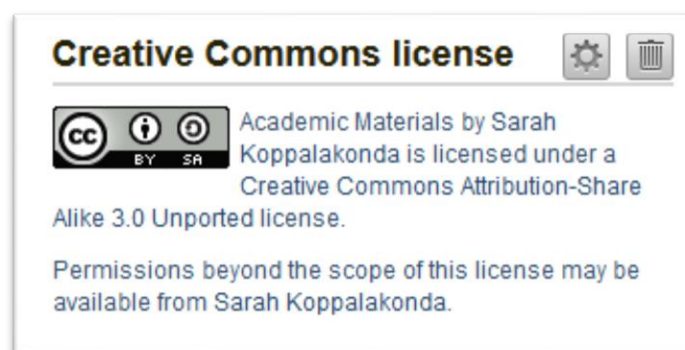 Creative Commons license
cc
BY SA
Academic Materials by Sarah
Koppalakonda is licensed under a
Creative Commons Attribution-Share
Alike 3.0 Unported license.
Permissions beyond the scope of this license may be
available from Sarah Koppalakonda.